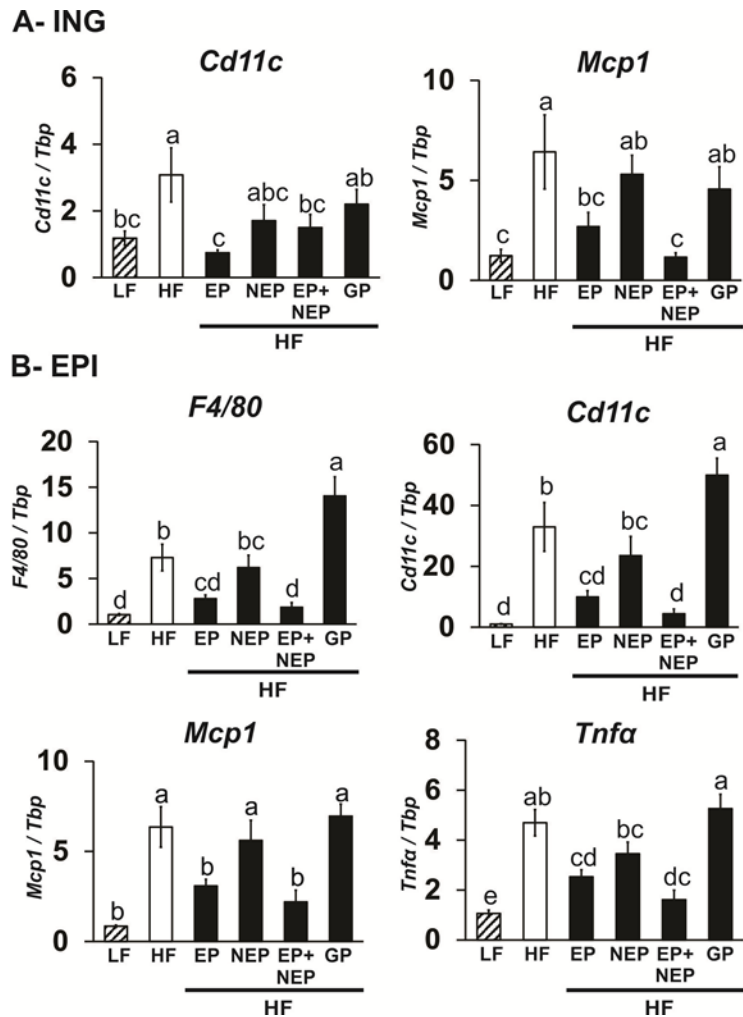 A- ING
Cd11c
Mcp1
6
4
2
0
Cd11c / Tbp
bc
a
c
abc
bc
ab
LF
HF
EP
NEP
EP+
NEP
GP
HF
10
5
0
Mcp1 / Tbp
c
a
bc
ab
c
ab
LF
HF
EP
NEP
EP+
NEP
GP
HF
B- EPI
F4/80
Cd11c
20
15
10
5
0
F4/80 / Tbp
d
b
cd
bc
d
a
LF
HF
EP
NEP
EP+
NEP
GP
HF
60
40
20
0
Cd11c / Tbp
d
b
cd
bc
d
a
LF
HF
EP
NEP
EP+
NEP
GP
HF
Mcp1
Tnfα
10
5
0
Mcp1 / Tbp
b
a
b
a
b
a
LF
HF
EP
NEP
EP+
NEP
GP
HF
8
6
4
2
0
Tnfα / Tbp
e
ab
cd
bc
dc
a
LF
HF
EP
NEP
EP+
NEP
GP
HF